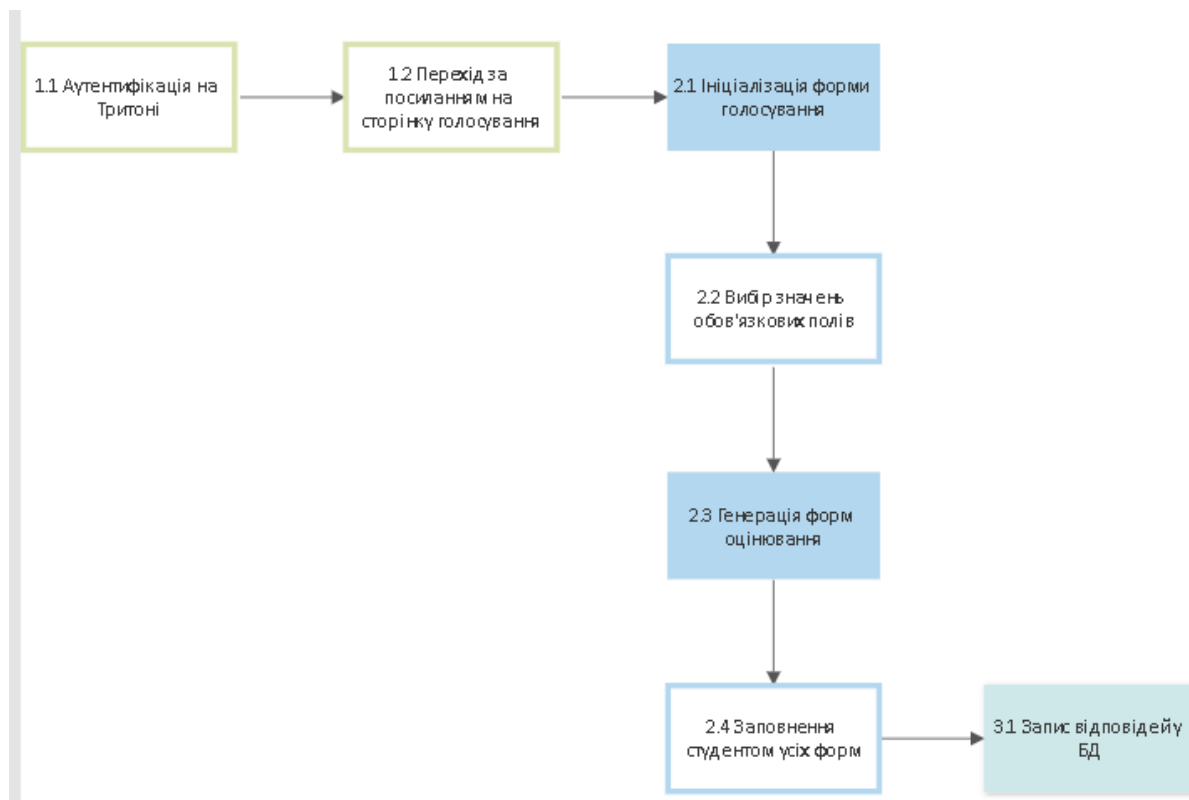 1.1 Аутентифікація на
Тритоні
1.2 Перехід за
посиланням на
сторінку голосування
2.1 Ініціалізація форми
голосування
2.2 Вибір значень
обов'язкових полів
2.3 Генерація форм
оцінювання
2.4 Заповнення
студентом усіх форм
3.1 Запис відповідей у
БД